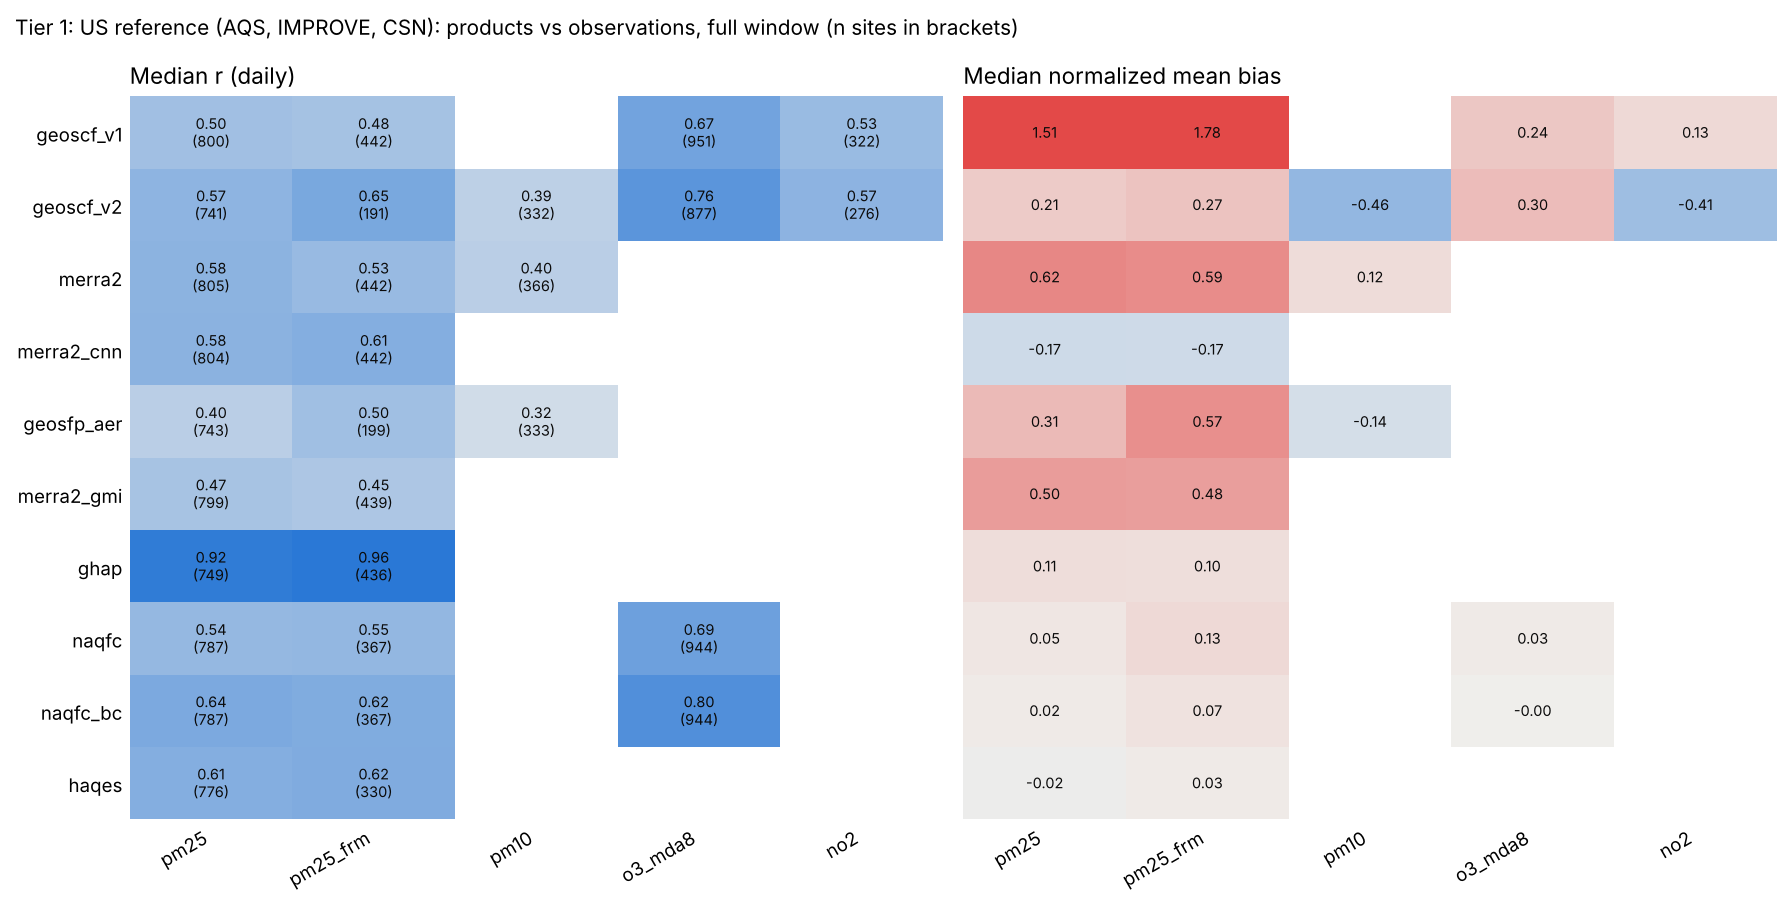 Tier 1: US reference (AQS, IMPROVE, CSN): products vs observations, full window (n sites in brackets)
Median r (daily)
Median normalized mean bias
geoscf_v1
0.50 (800)
0.48 (442)
0.67 (951)
0.53 (322)
1.51
1.78
0.24
0.13
geoscf_v2
0.57 (741)
0.65 (191)
0.39 (332)
0.76 (877)
0.57 (276)
0.21
0.27
-0.46
0.30
-0.41
merra2
0.58 (805)
0.53 (442)
0.40 (366)
0.62
0.59
0.12
merra2_cnn
0.58 (804)
0.61 (442)
-0.17
-0.17
geosfp_aer
0.40 (743)
0.50 (199)
0.32 (333)
0.31
0.57
-0.14
merra2_gmi
0.47 (799)
0.45 (439)
0.50
0.48
ghap
0.92 (749)
0.96 (436)
0.11
0.10
naqfc
0.54 (787)
0.55 (367)
0.69 (944)
0.05
0.13
0.03
naqfc_bc
0.64 (787)
0.62 (367)
0.80 (944)
0.02
0.07
-0.00
haqes
0.61 (776)
0.62 (330)
-0.02
0.03
pm25
pm25_frm
pm10
o3_mda8
no2
pm25
pm25_frm
pm10
o3_mda8
no2